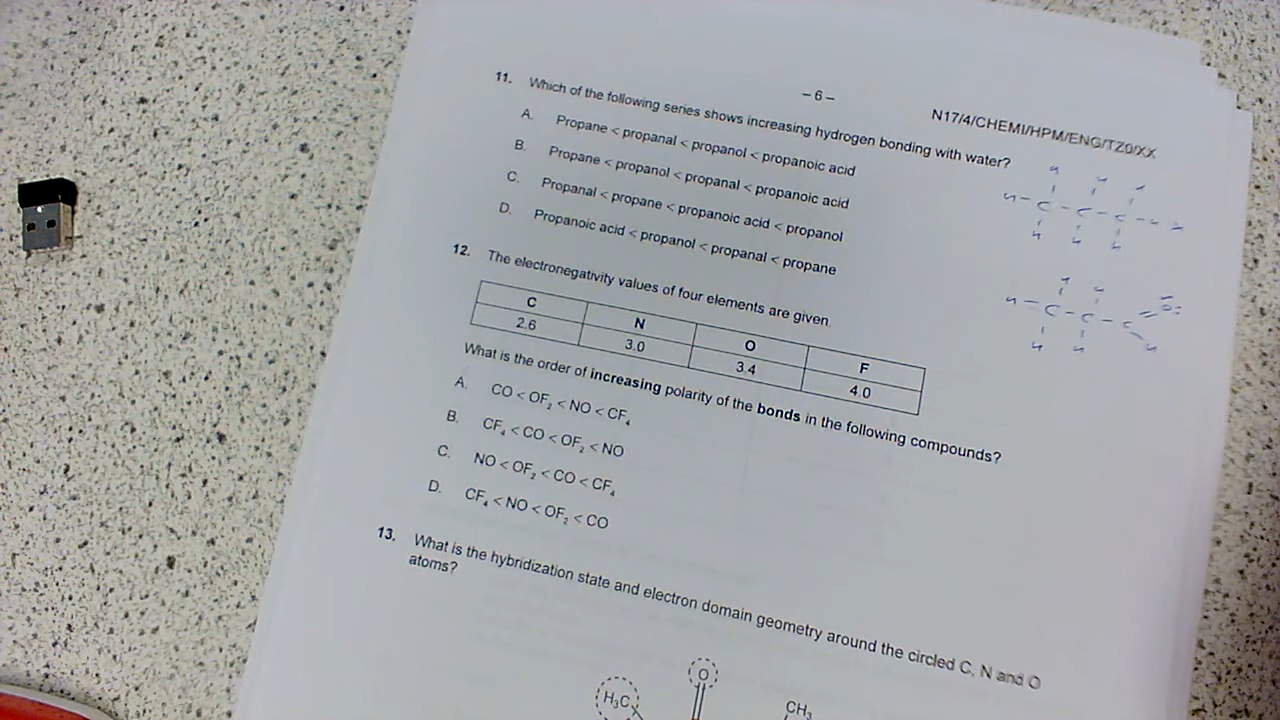 – 6 –
N17/4/CHEMI/HPM/ENG/TZ0/XX
11. Which of the following series shows increasing hydrogen bonding with water?
A. Propane < propanal < propanol < propanoic acid
B. Propane < propanol < propanal < propanoic acid
C. Propanal < propane < propanoic acid < propanol
D. Propanoic acid < propanol < propanal < propane
12. The electronegativity values of four elements are given.
C N O F
2.6 3.0 3.4 4.0
What is the order of increasing polarity of the bonds in the following compounds?
A. CO < OF₂ < NO < CF₄
B. CF₄ < CO < OF₂ < NO
C. NO < OF₂ < CO < CF₄
D. CF₄ < NO < OF₂ < CO
13. What is the hybridization state and electron domain geometry around the circled C, N and O
atoms?
O
H₃C CH₃